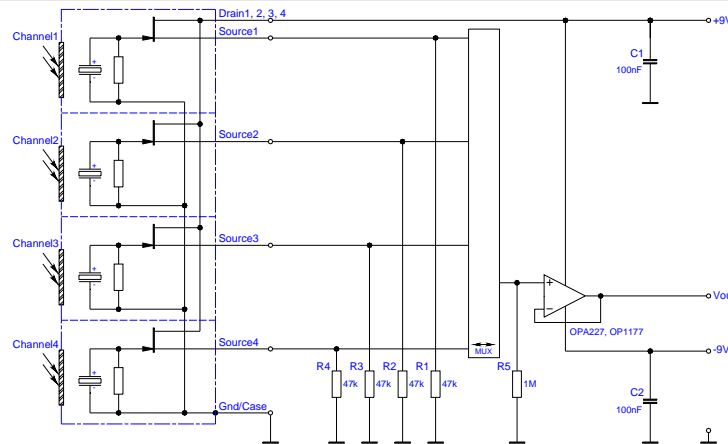 Drain1, 2, 3, 4
+9V
Channel1
Source1
+
-
C1
100nF
Channel2
Source2
+
-
Channel3
Source3
+
-
+
-
Vou
OPA227, OP1177
Channel4
Source4
MUX
-9V
+
-
R4
47k
R3
47k
R2
47k
R1
47k
R5
1M
C2
100nF
Gnd/Case